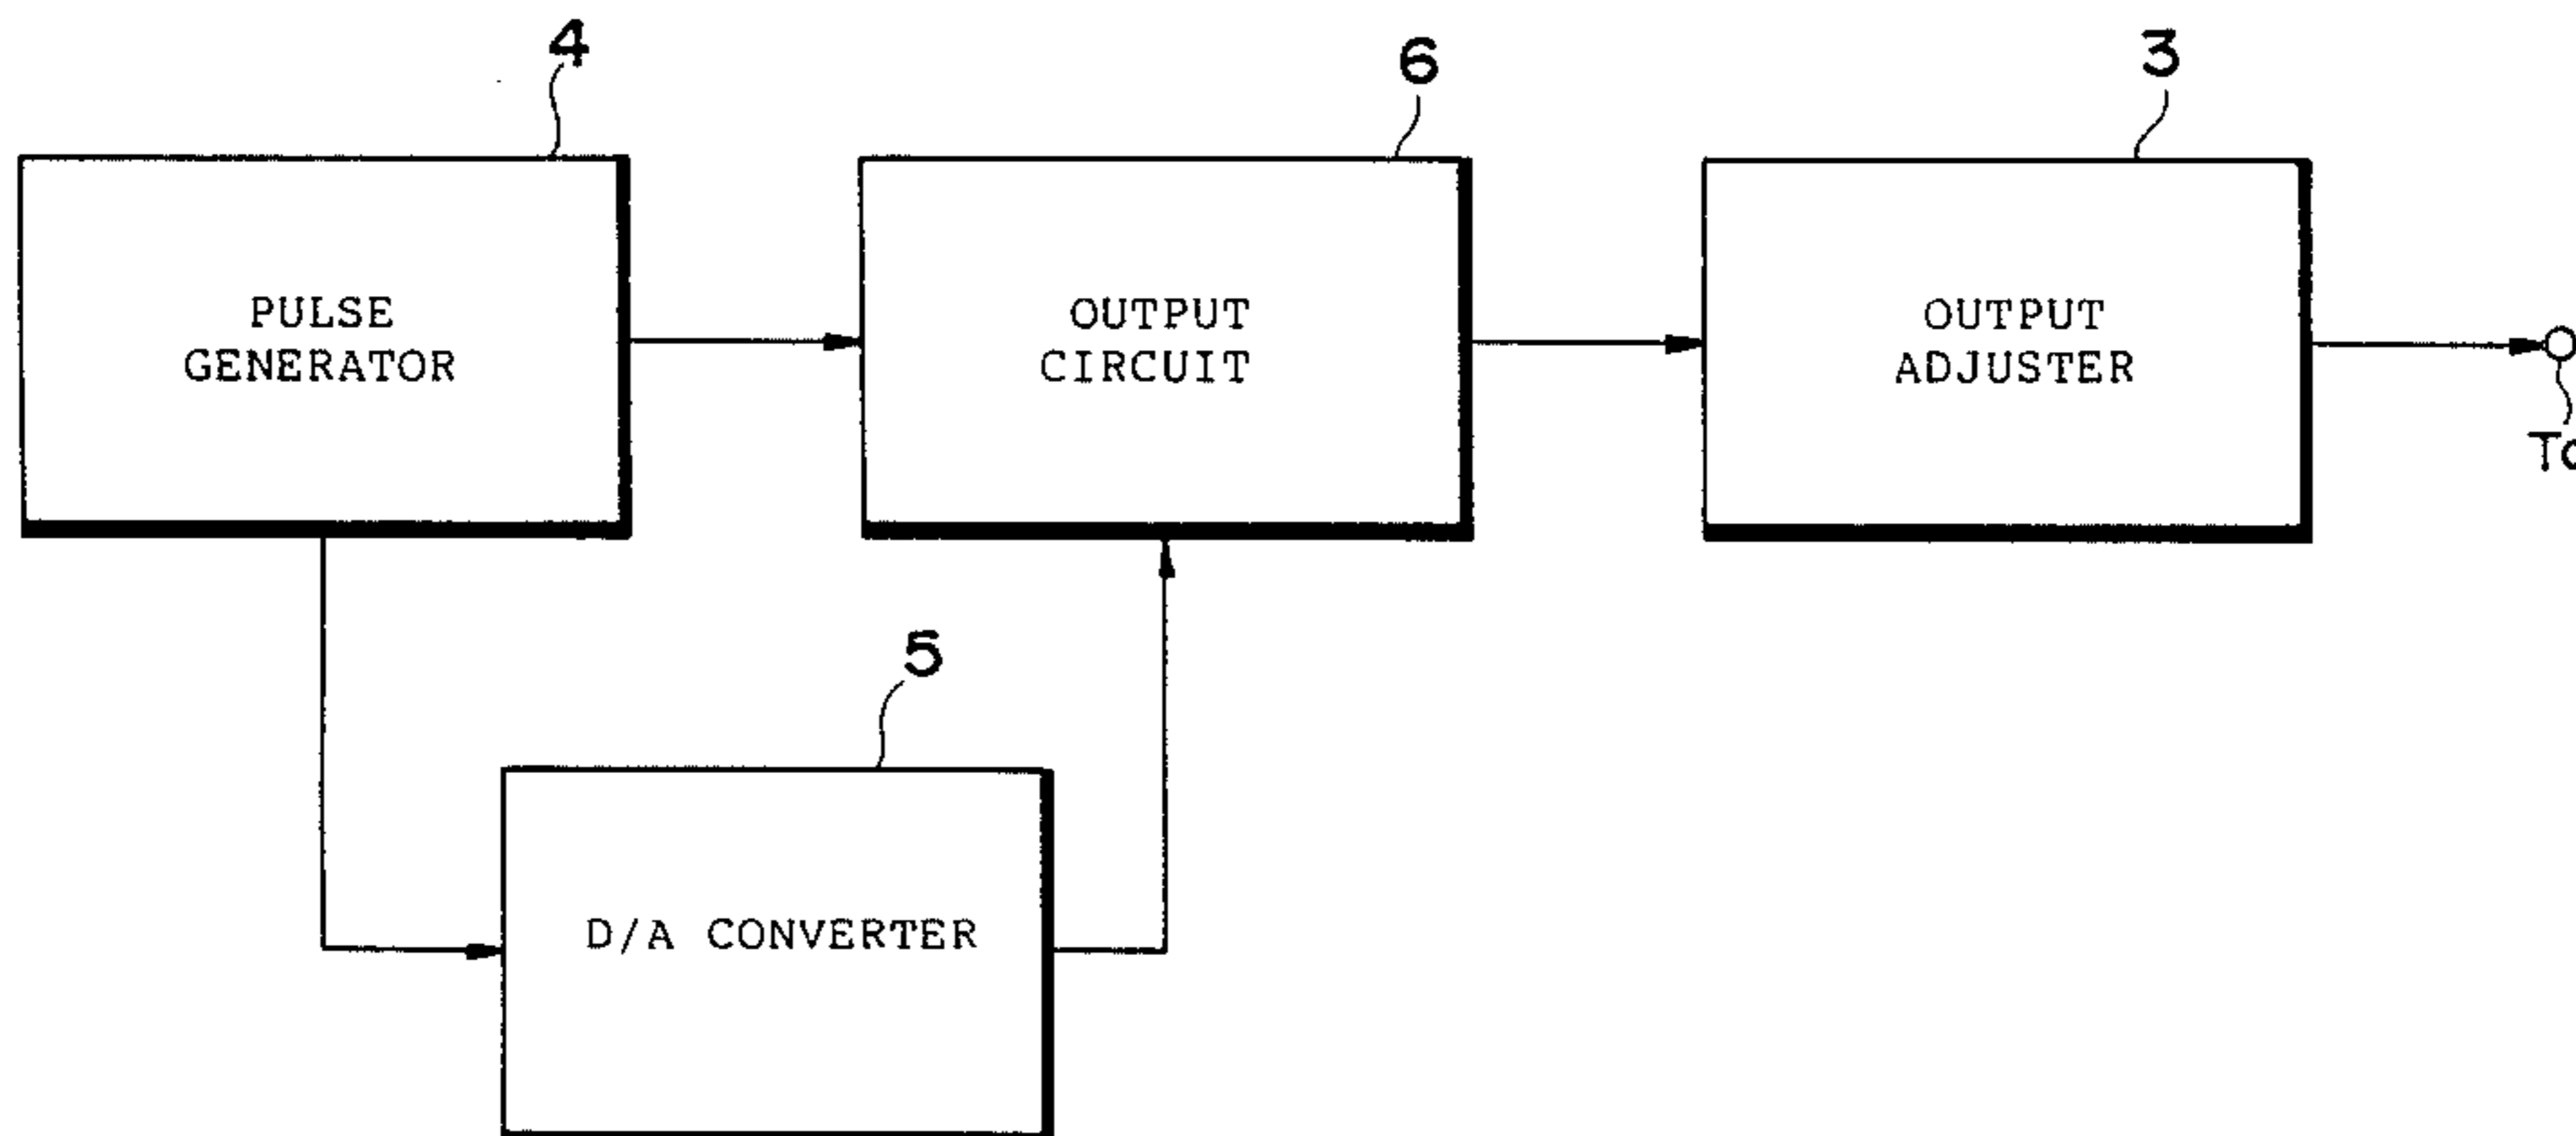 4
6
3
PULSE
GENERATOR
OUTPUT
CIRCUIT
OUTPUT
ADJUSTER
5
D/A CONVERTER